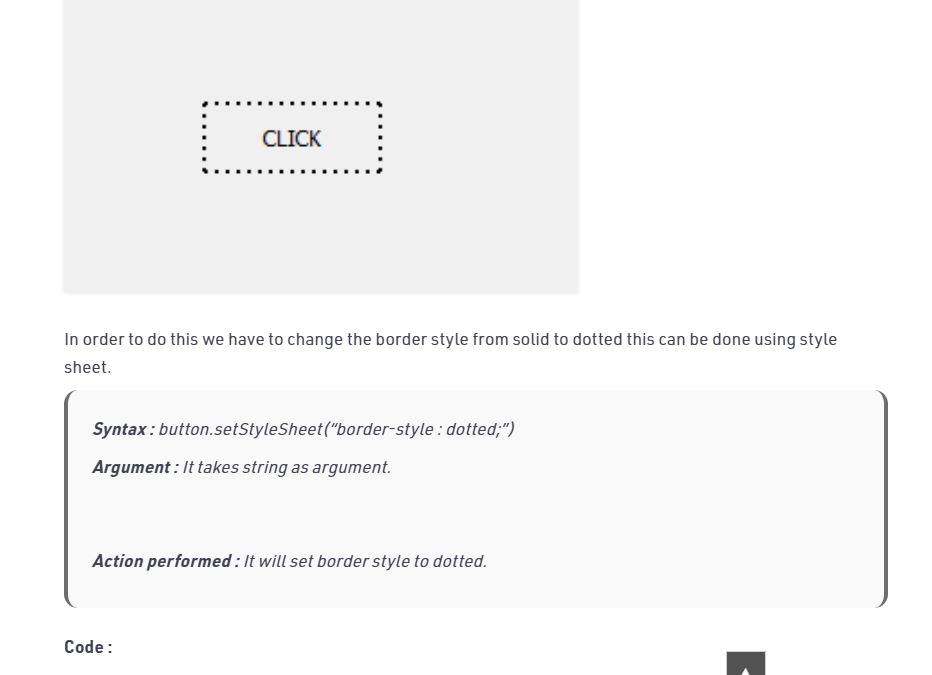 CLICK
In order to do this we have to change the border style from solid to dotted this can be done using style
sheet.
Syntax : button.setStyleSheet(“border-style : dotted;”)
Argument : It takes string as argument.
Action performed : It will set border style to dotted.
Code :